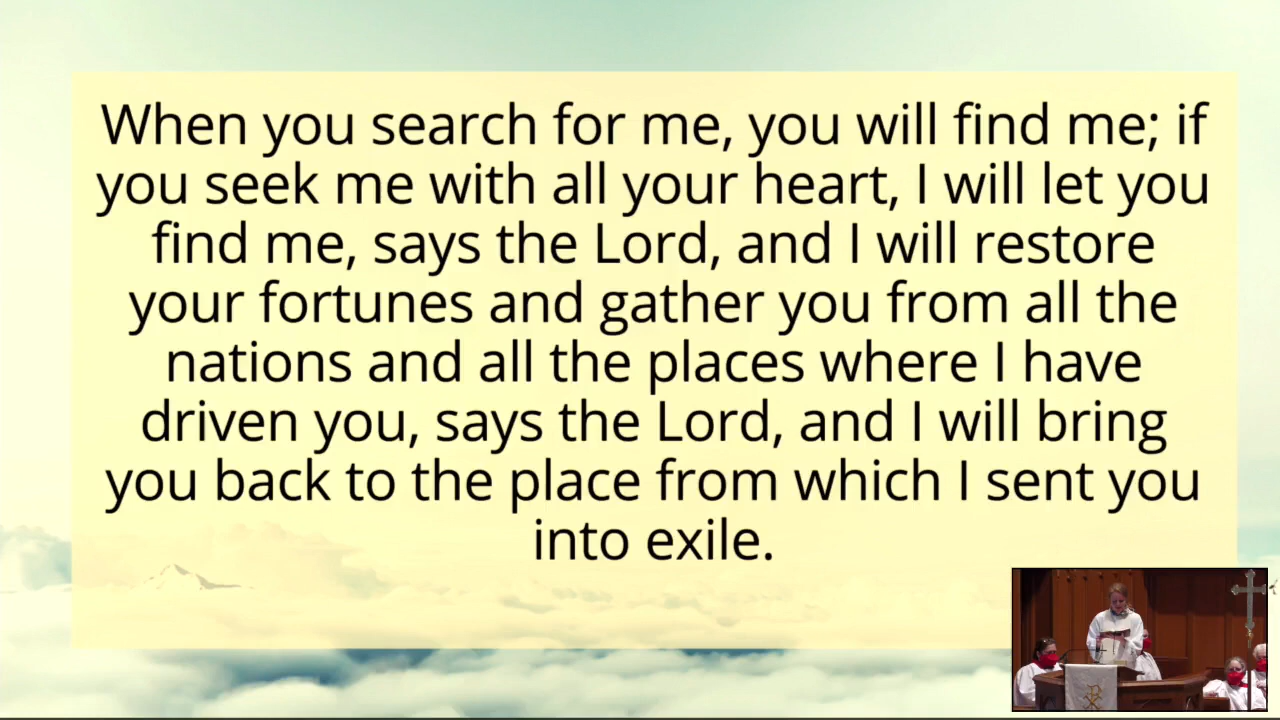 When you search for me, you will find me; if
you seek me with all your heart, I will let you
find me, says the Lord, and I will restore
your fortunes and gather you from all the
nations and all the places where I have
driven you, says the Lord, and I will bring
you back to the place from which I sent you
into exile.